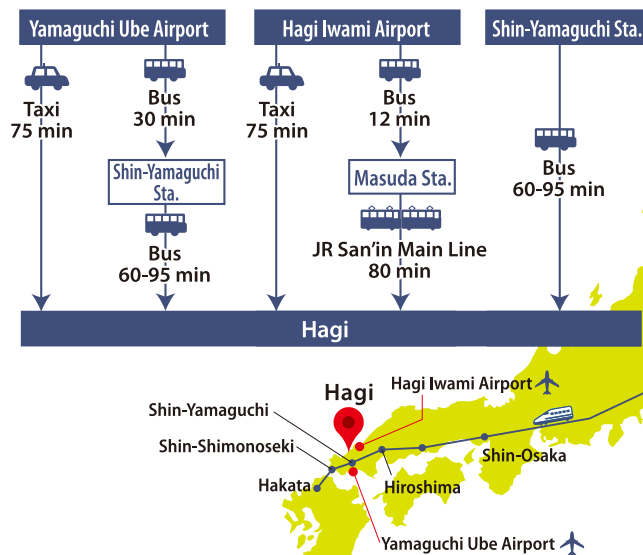 Yamaguchi Ube Airport
Hagi Iwami Airport
Shin-Yamaguchi Sta.
Taxi
75 min
Bus
30 min
Shin-Yamaguchi
Sta.
Bus
60-95 min
Taxi
75 min
Bus
12 min
Masuda Sta.
JR San'in Main Line
80 min
Bus
60-95 min
Hagi
Hagi Iwami Airport
Hagi
Shin-Yamaguchi
Shin-Shimonoseki
Shin-Osaka
Hakata
Hiroshima
Yamaguchi Ube Airport